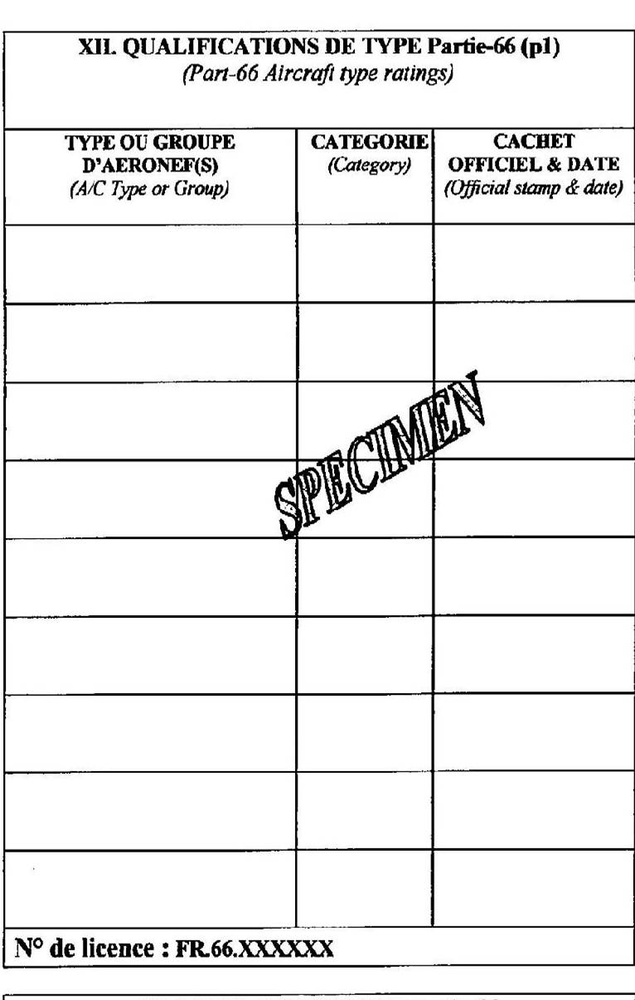 XII. QUALIFICATIONS DE TYPE Partie-66 (p1)
(Part-66 Aircraft type ratings)
TYPE OU GROUPE
D'AERONEF(S)
(A/C Type or Group)
CATEGORIE
(Category)
CACHET
OFFICIEL & DATE
(Official stamp & date)
SPECIMEN
N° de licence : FR.66.XXXXXX